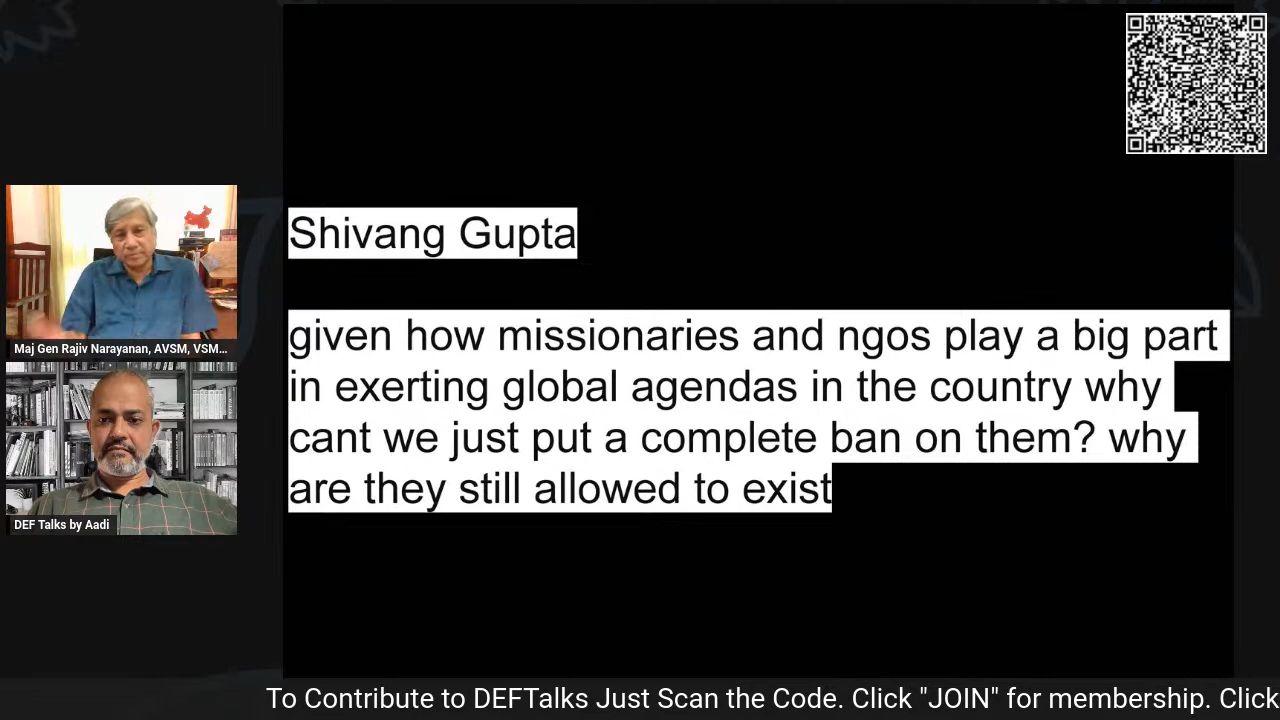 Shivang Gupta
given how missionaries and ngos play a big part
in exerting global agendas in the country why
cant we just put a complete ban on them? why
are they still allowed to exist
Maj Gen Rajiv Narayanan, AVSM, VSM...
DEF Talks by Aadi
To Contribute to DEFTalks Just Scan the Code. Click "JOIN" for membership. Click